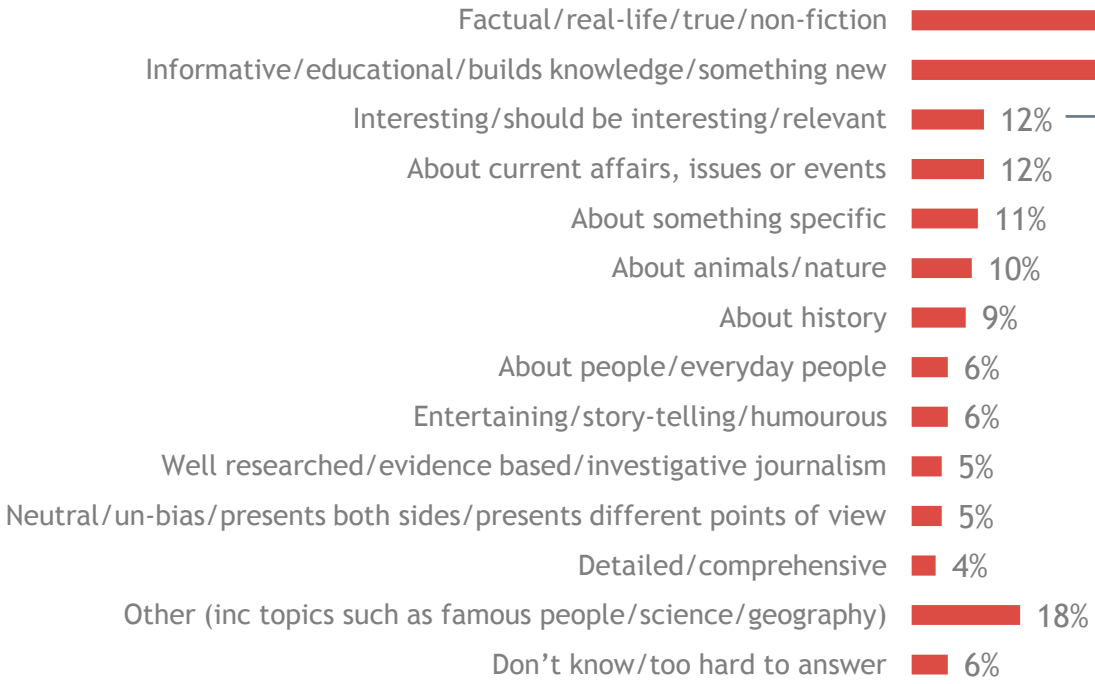 Factual/real-life/true/non-fiction
Informative/educational/builds knowledge/something new
Interesting/should be interesting/relevant 12%
About current affairs, issues or events 12%
About something specific 11%
About animals/nature 10%
About history 9%
About people/everyday people 6%
Entertaining/story-telling/humourous 6%
Well researched/evidence based/investigative journalism 5%
Neutral/un-bias/presents both sides/presents different points of view 5%
Detailed/comprehensive 4%
Other (inc topics such as famous people/science/geography) 18%
Don’t know/too hard to answer 6%